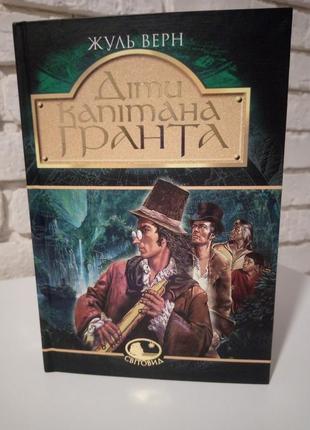 ЖУЛЬ ВЕРН
Діти
капітана
ГРАНТА
СВІТОВИД